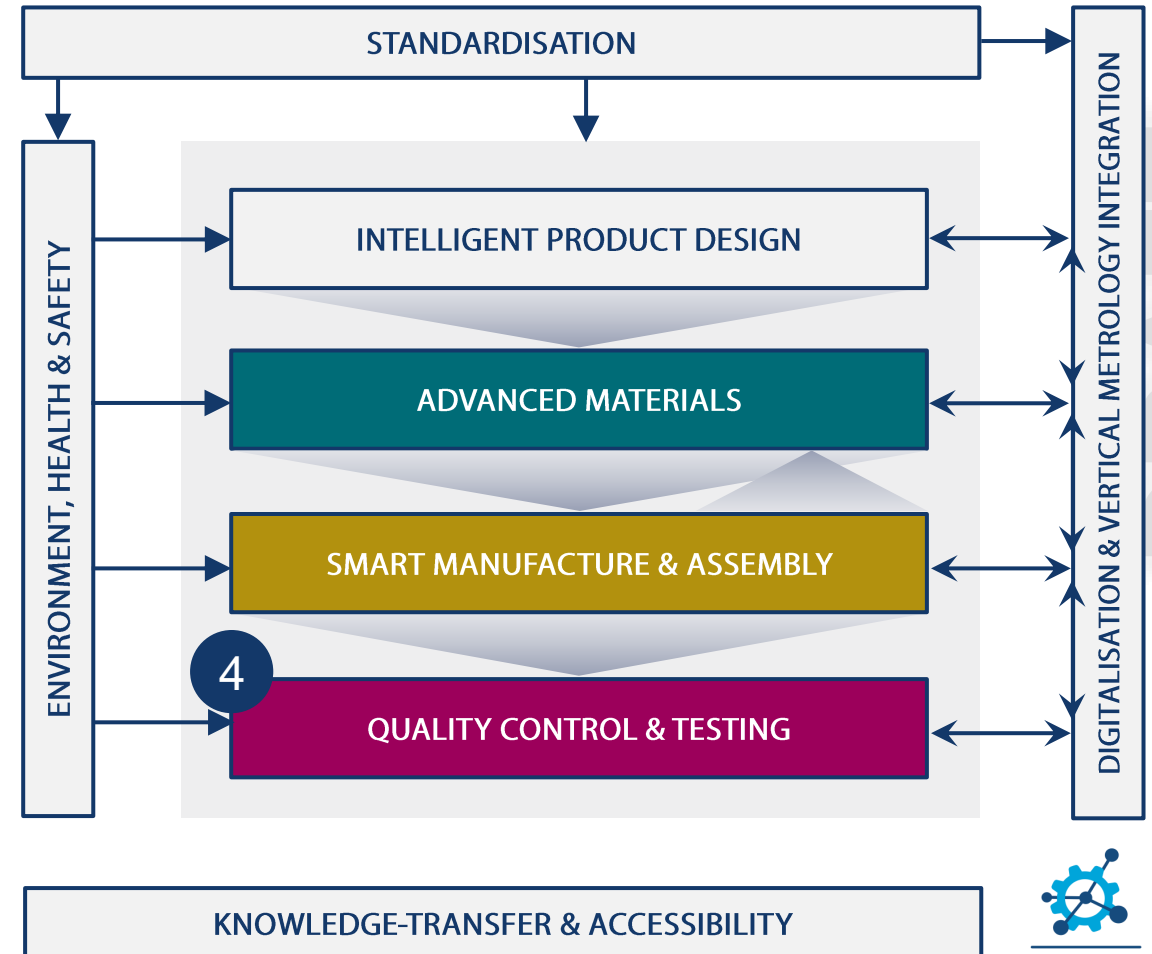 STANDARDISATION
ENVIRONMENT, HEALTH & SAFETY
INTELLIGENT PRODUCT DESIGN
ADVANCED MATERIALS
SMART MANUFACTURE & ASSEMBLY
4
QUALITY CONTROL & TESTING
DIGITALISATION & VERTICAL METROLOGY INTEGRATION
KNOWLEDGE-TRANSFER & ACCESSIBILITY